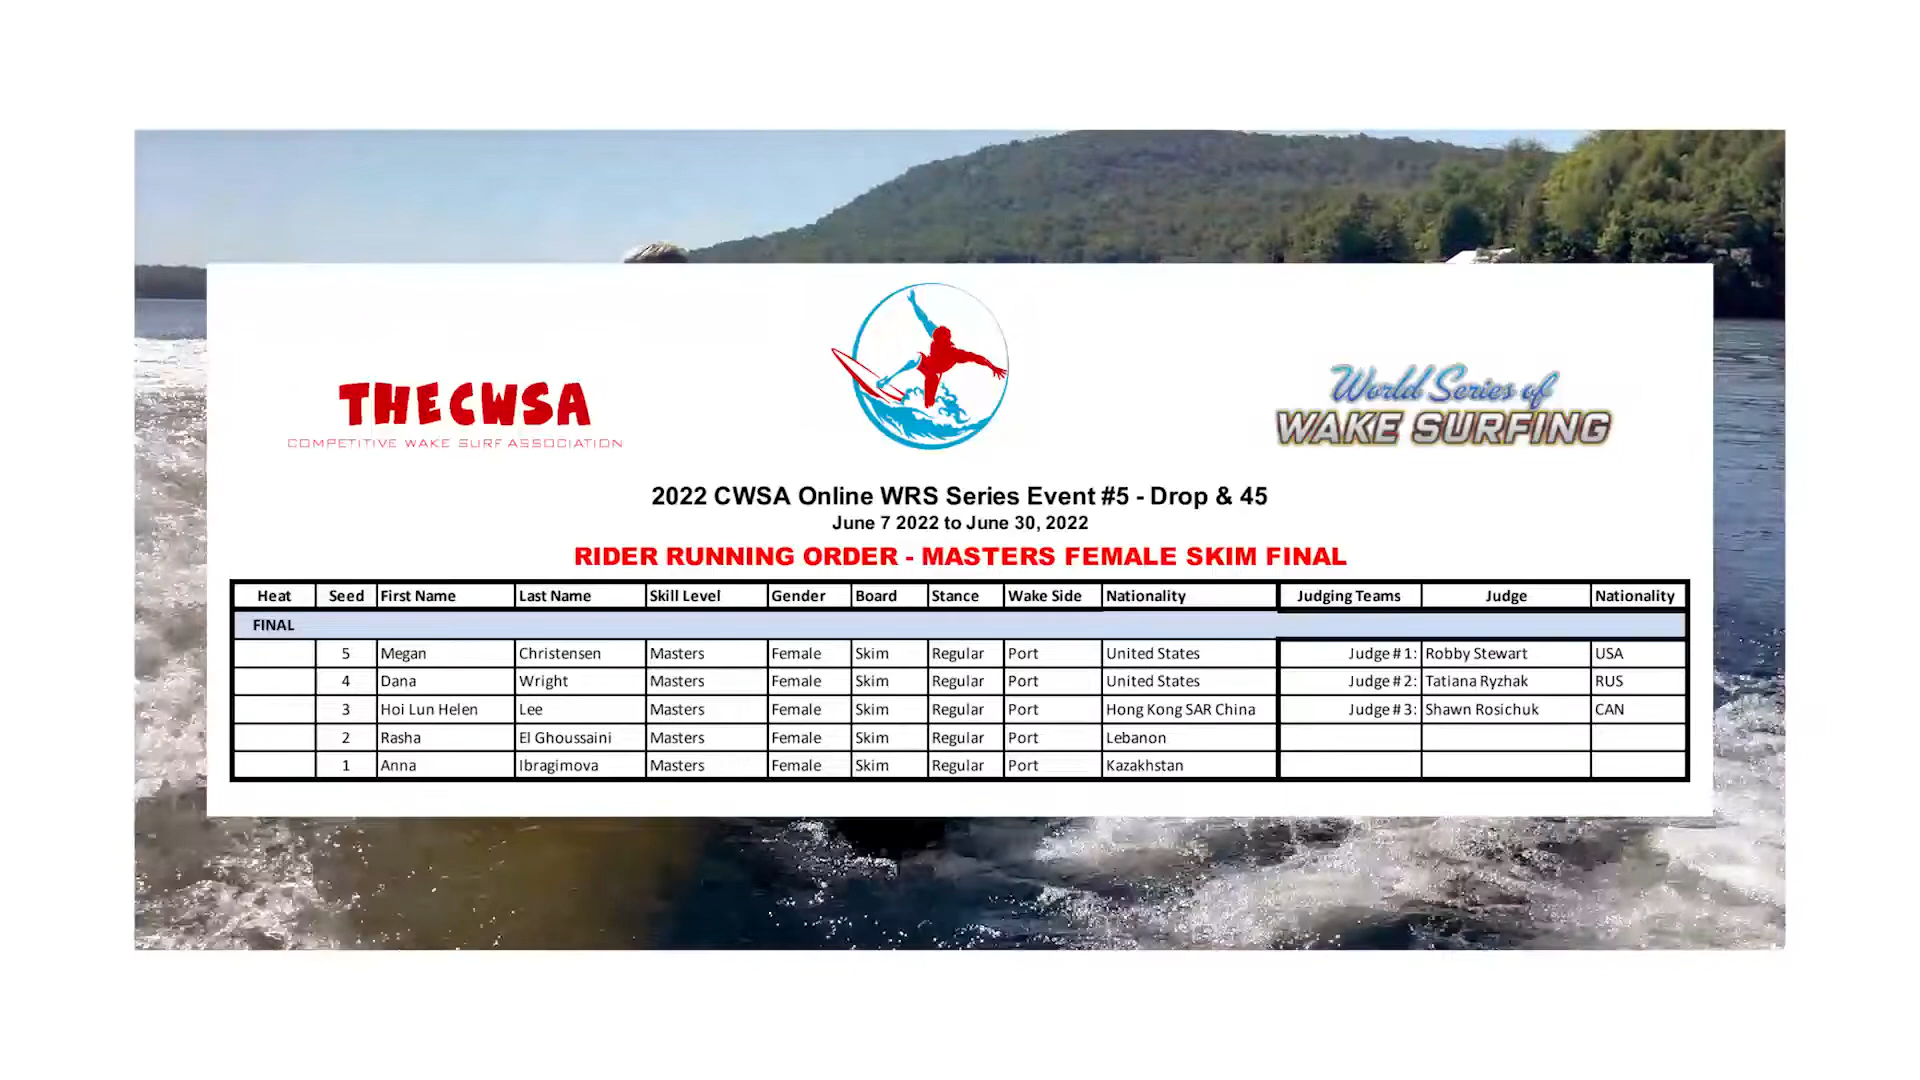 THECWSA
COMPETITIVE WAKE SURF ASSOCIATION
World Series of
WAKE SURFING
2022 CWSA Online WRS Series Event #5 - Drop & 45
June 7 2022 to June 30, 2022
RIDER RUNNING ORDER - MASTERS FEMALE SKIM FINAL
Heat Seed First Name Last Name Skill Level Gender Board Stance Wake Side Nationality Judging Teams Judge Nationality
FINAL
5 Megan Christensen Masters Female Skim Regular Port United States Judge # 1: Robby Stewart USA
4 Dana Wright Masters Female Skim Regular Port United States Judge # 2: Tatiana Ryzhak RUS
3 Hoi Lun Helen Lee Masters Female Skim Regular Port Hong Kong SAR China Judge # 3: Shawn Rosichuk CAN
2 Rasha El Ghoussaini Masters Female Skim Regular Port Lebanon
1 Anna Ibragimova Masters Female Skim Regular Port Kazakhstan